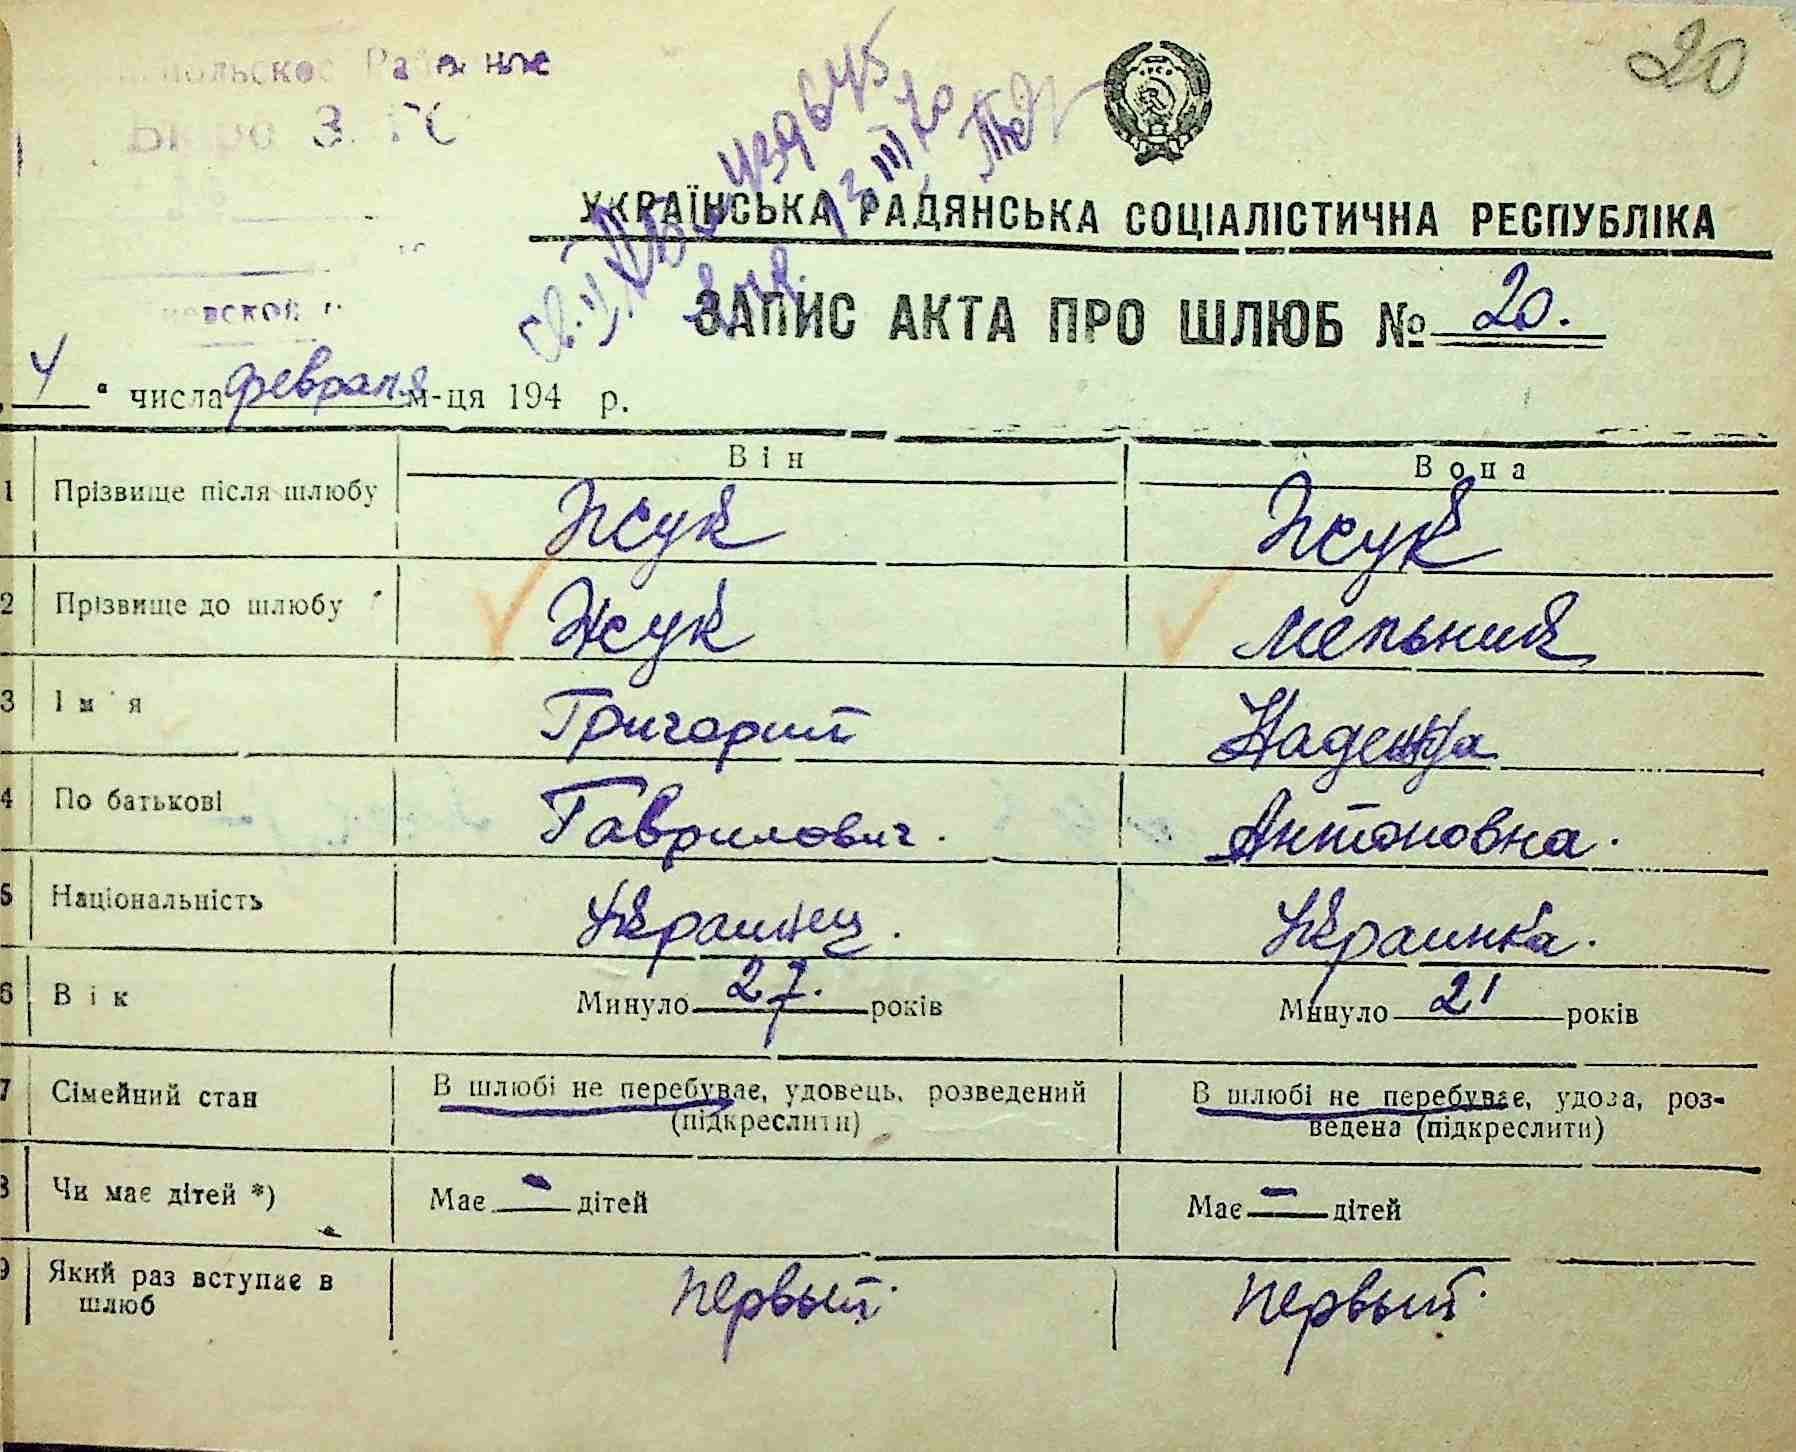 20
Бюро
УКРАЇНСЬКА РАДЯНСЬКА СОЦІАЛІСТИЧНА РЕСПУБЛІКА
ЗАПИС АКТА ПРО ШЛЮБ № 20.
4 " числа февраля м-ця 194 р.
Він Вона
1 Прізвище після шлюбу Жук Жук
2 Прізвище до шлюбу Жук Мельник
3 Ім'я Григорий Надежда
4 По батькові Гаврилович. Антоновна.
5 Національність Украинец. Украинка.
6 Вік Минуло 27. років Минуло 21 років
7 Сімейний стан В шлюбі не перебуває, удовець, розведений (підкреслити) В шлюбі не перебуває, удова, роз-
ведена (підкреслити)
8 Чи має дітей *) Має – дітей Має – дітей
9 Який раз вступає в шлюб первый. первый.